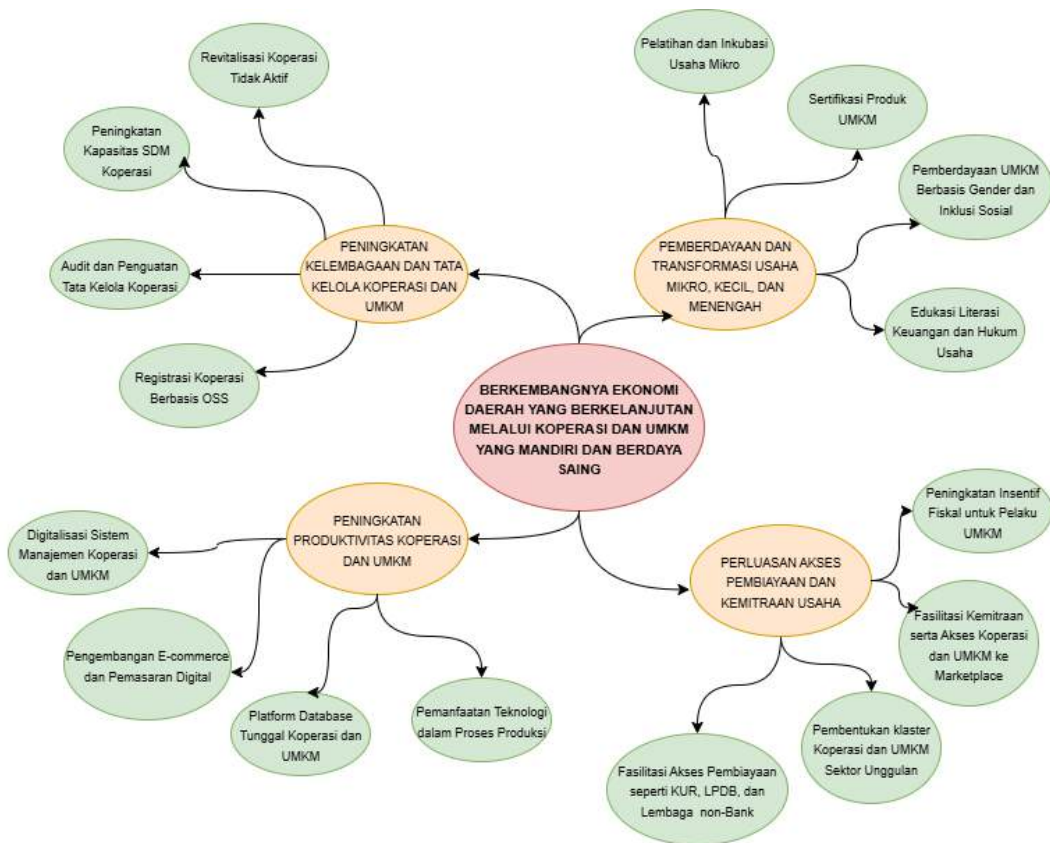 Revitalisasi Koperasi
Tidak Aktif
Peningkatan
Kapasitas SDM
Koperasi
Audit dan Penguatan
Tata Kelola Koperasi
Registrasi Koperasi
Berbasis OSS
PENINGKATAN
KELEMBAGAAN DAN TATA
KELOLA KOPERASI DAN
UMKM
Pelatihan dan Inkubasi
Usaha Mikro
Sertifikasi Produk
UMKM
Pemberdayaan UMKM
Berbasis Gender dan
Inklusi Sosial
Edukasi Literasi
Keuangan dan Hukum
Usaha
PEMBERDAYAAN DAN
TRANSFORMASI USAHA
MIKRO, KECIL, DAN
MENENGAH
BERKEMBANGNYA EKONOMI
DAERAH YANG BERKELANJUTAN
MELALUI KOPERASI DAN UMKM
YANG MANDIRI DAN BERDAYA
SAING
PENINGKATAN
PRODUKTIVITAS KOPERASI
DAN UMKM
Digitalisasi Sistem
Manajemen Koperasi
dan UMKM
Pengembangan E-commerce
dan Pemasaran Digital
Platform Database
Tunggal Koperasi dan
UMKM
Pemanfaatan Teknologi
dalam Proses Produksi
PERLUASAN AKSES
PEMBIAYAAN DAN
KEMITRAAN USAHA
Peningkatan Insentif
Fiskal untuk Pelaku
UMKM
Fasilitasi Kemitraan
serta Akses Koperasi
dan UMKM ke
Marketplace
Pembentukan klaster
Koperasi dan UMKM
Sektor Unggulan
Fasilitasi Akses Pembiayaan
seperti KUR, LPDB, dan
Lembaga non-Bank